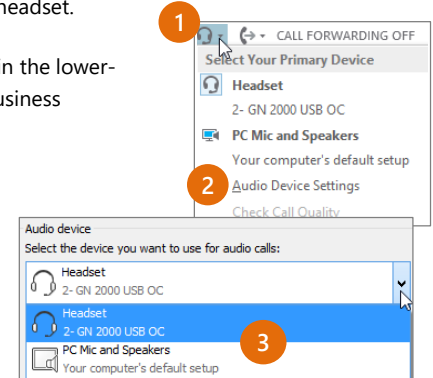 headset.
1
CALL FORWARDING OFF
in the lower-
usiness
Select Your Primary Device
Headset
2- GN 2000 USB OC
PC Mic and Speakers
Your computer's default setup
2
Audio Device Settings
Check Call Quality
Audio device
Select the device you want to use for audio calls:
Headset
2- GN 2000 USB OC
Headset
2- GN 2000 USB OC
3
PC Mic and Speakers
Your computer's default setup